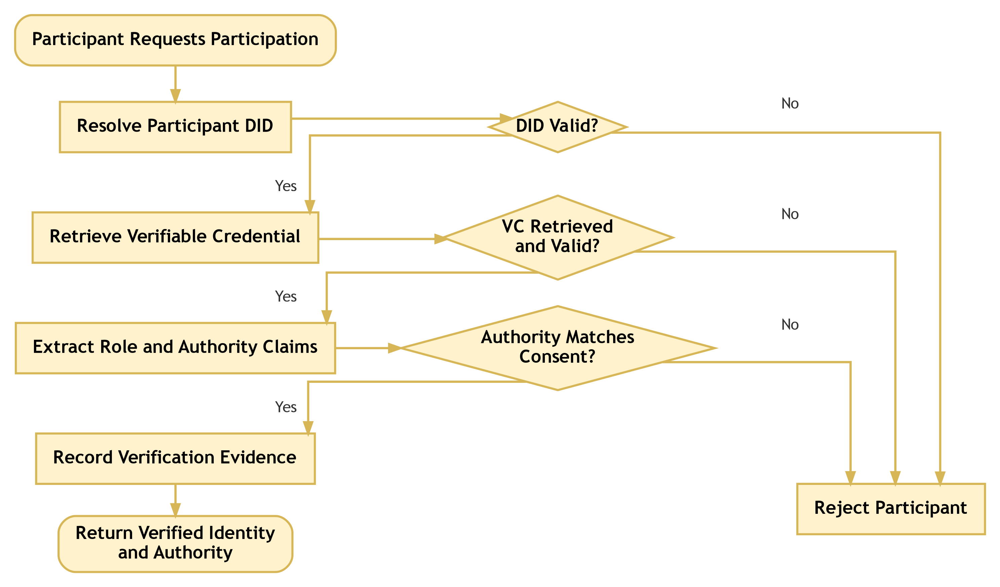 Participant Requests Participation
Resolve Participant DID
DID Valid?
No
Yes
Retrieve Verifiable Credential
VC Retrieved
and Valid?
No
Yes
Extract Role and Authority Claims
Authority Matches
Consent?
No
Yes
Record Verification Evidence
Reject Participant
Return Verified Identity
and Authority